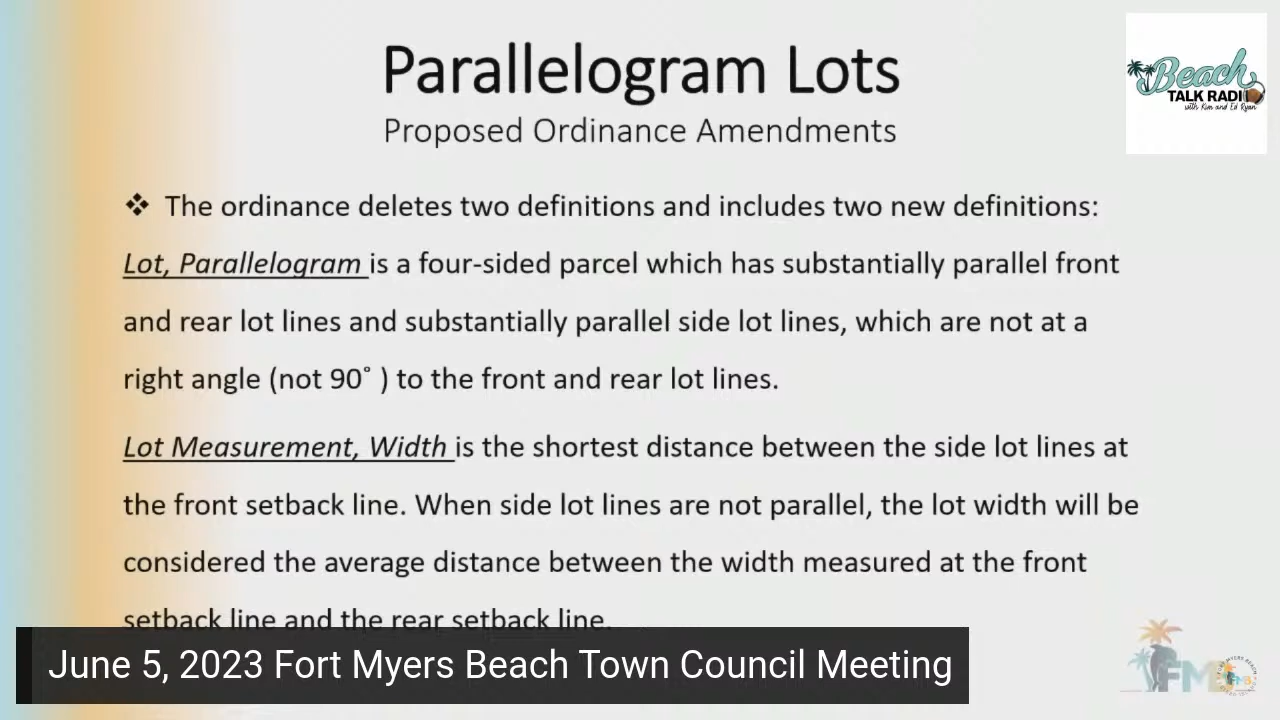 Parallelogram Lots
Proposed Ordinance Amendments
Beach
TALK RADIO
with Kim and Ed Ryan
❖ The ordinance deletes two definitions and includes two new definitions:
Lot, Parallelogram is a four-sided parcel which has substantially parallel front
and rear lot lines and substantially parallel side lot lines, which are not at a
right angle (not 90˚ ) to the front and rear lot lines.
Lot Measurement, Width is the shortest distance between the side lot lines at
the front setback line. When side lot lines are not parallel, the lot width will be
considered the average distance between the width measured at the front
setback line and the rear setback line.
June 5, 2023 Fort Myers Beach Town Council Meeting
FMB